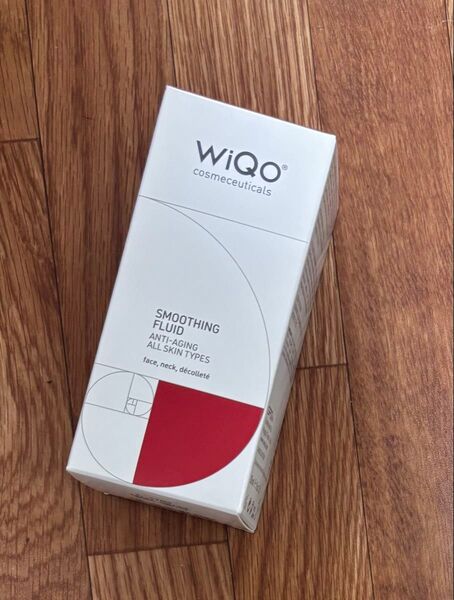 WiQo®
cosmeceuticals
SMOOTHING
FLUID
ANTI-AGING
ALL SKIN TYPES
face, neck, décolleté